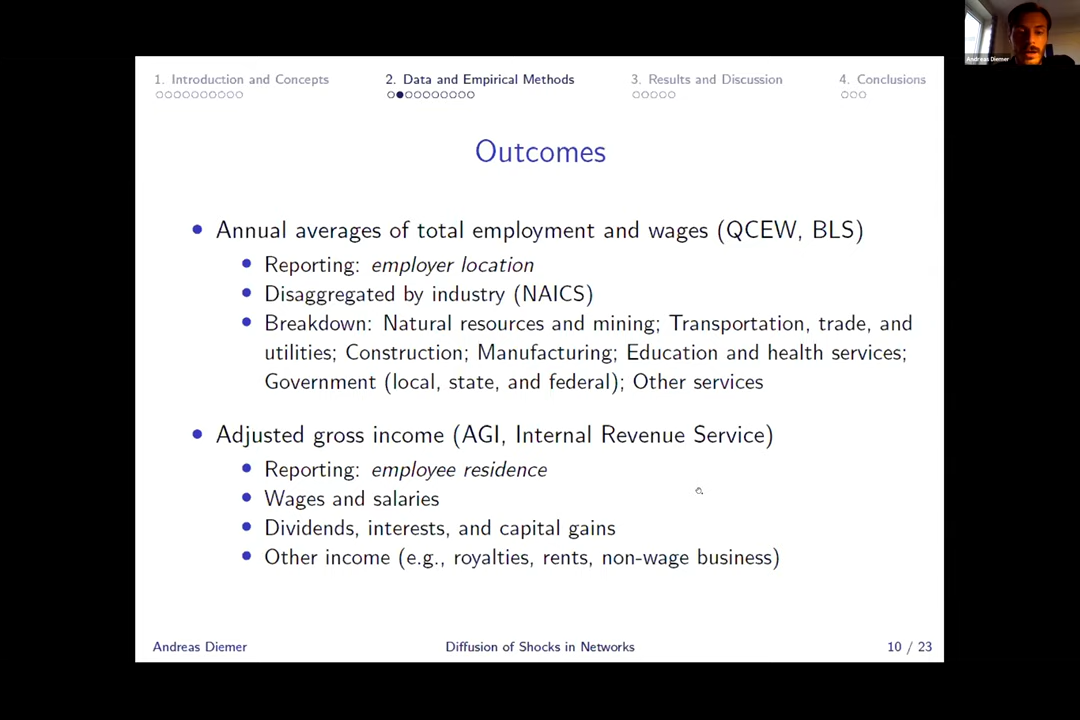 1. Introduction and Concepts
2. Data and Empirical Methods
3. Results and Discussion
4. Conclusions
Andreas Diemer
Outcomes
• Annual averages of total employment and wages (QCEW, BLS)
• Reporting: employer location
• Disaggregated by industry (NAICS)
• Breakdown: Natural resources and mining; Transportation, trade, and
utilities; Construction; Manufacturing; Education and health services;
Government (local, state, and federal); Other services
• Adjusted gross income (AGI, Internal Revenue Service)
• Reporting: employee residence
• Wages and salaries
• Dividends, interests, and capital gains
• Other income (e.g., royalties, rents, non-wage business)
Andreas Diemer
Diffusion of Shocks in Networks
10 / 23